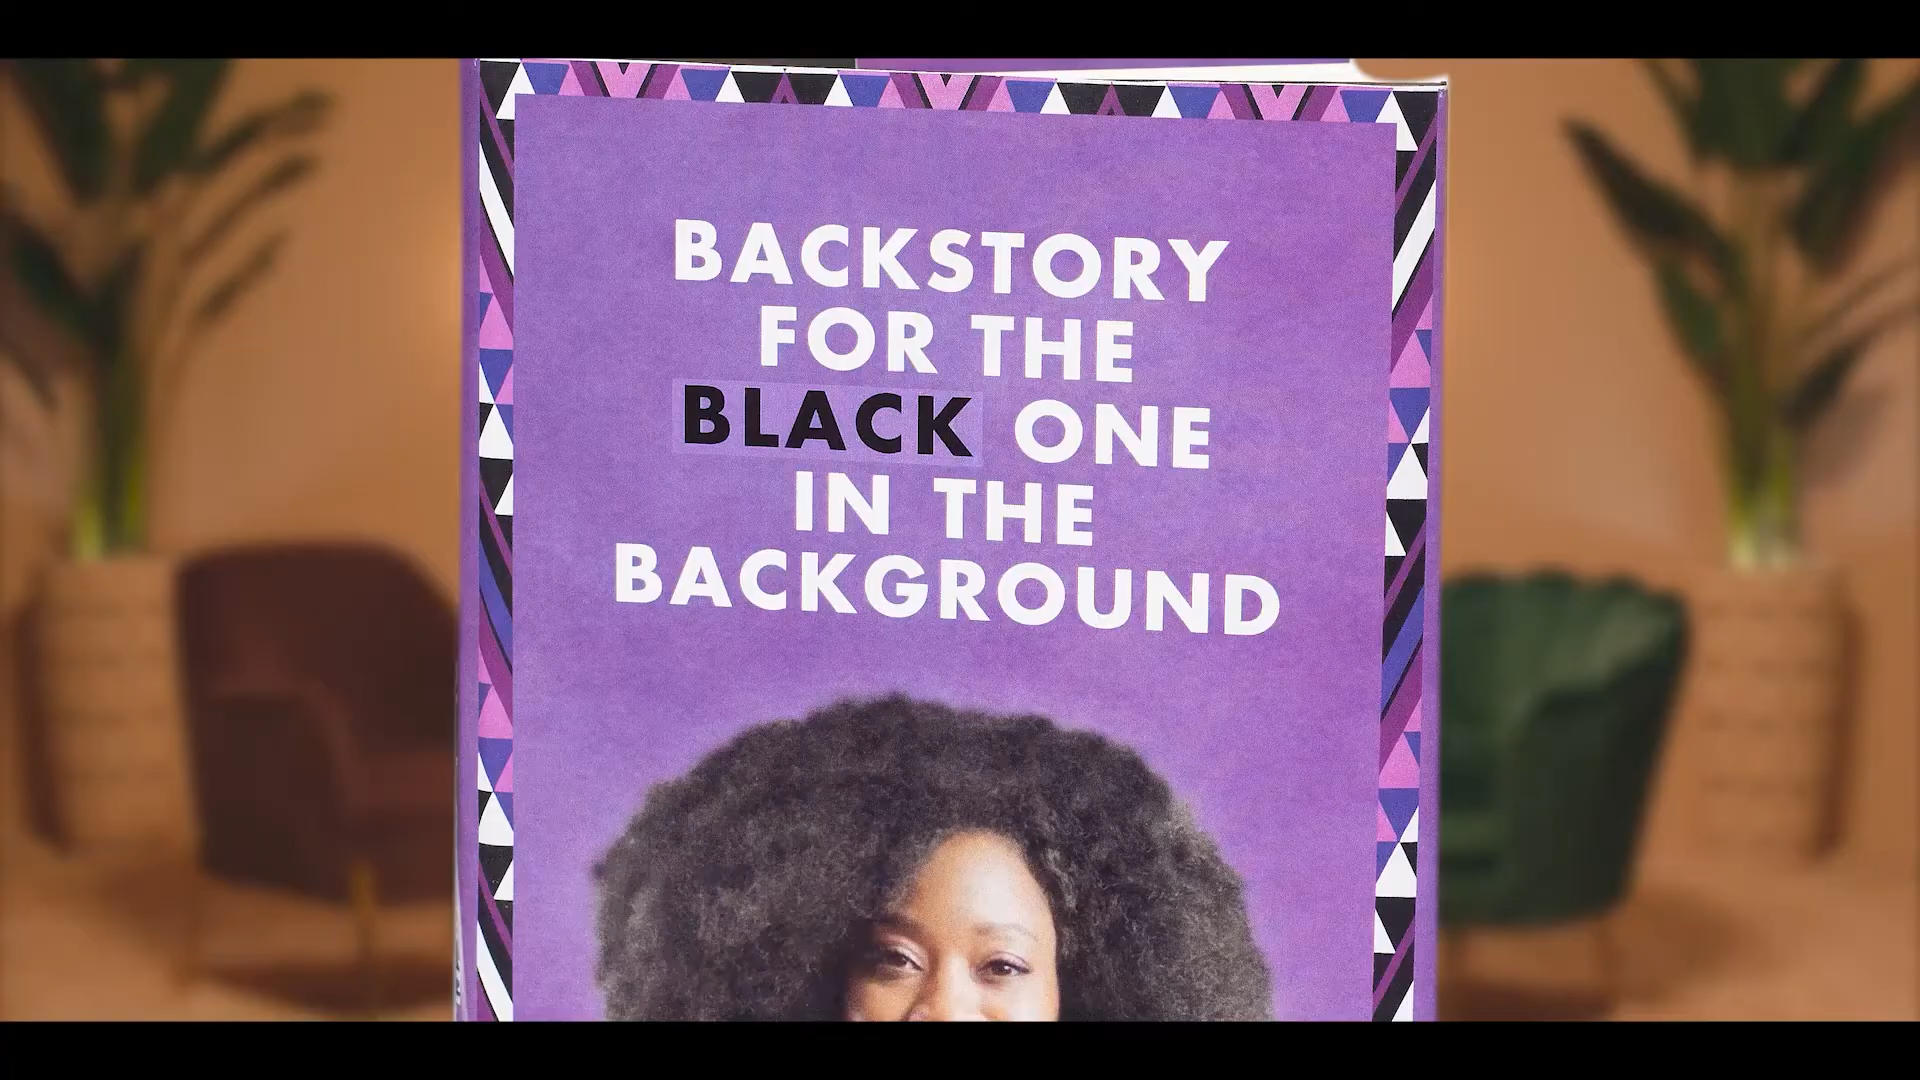 BACKSTORY
FOR THE
BLACK ONE
IN THE
BACKGROUND